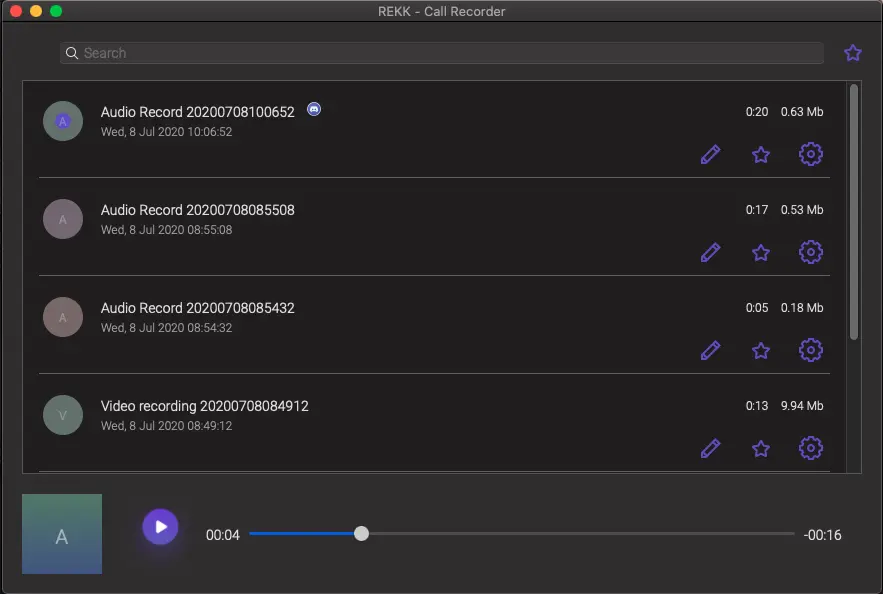 REKK - Call Recorder
Search
A
Audio Record 20200708100652
0:20 0.63 Mb
Wed, 8 Jul 2020 10:06:52
A
Audio Record 20200708085508
0:17 0.53 Mb
Wed, 8 Jul 2020 08:55:08
A
Audio Record 20200708085432
0:05 0.18 Mb
Wed, 8 Jul 2020 08:54:32
V
Video recording 20200708084912
0:13 9.94 Mb
Wed, 8 Jul 2020 08:49:12
A
00:04
-00:16